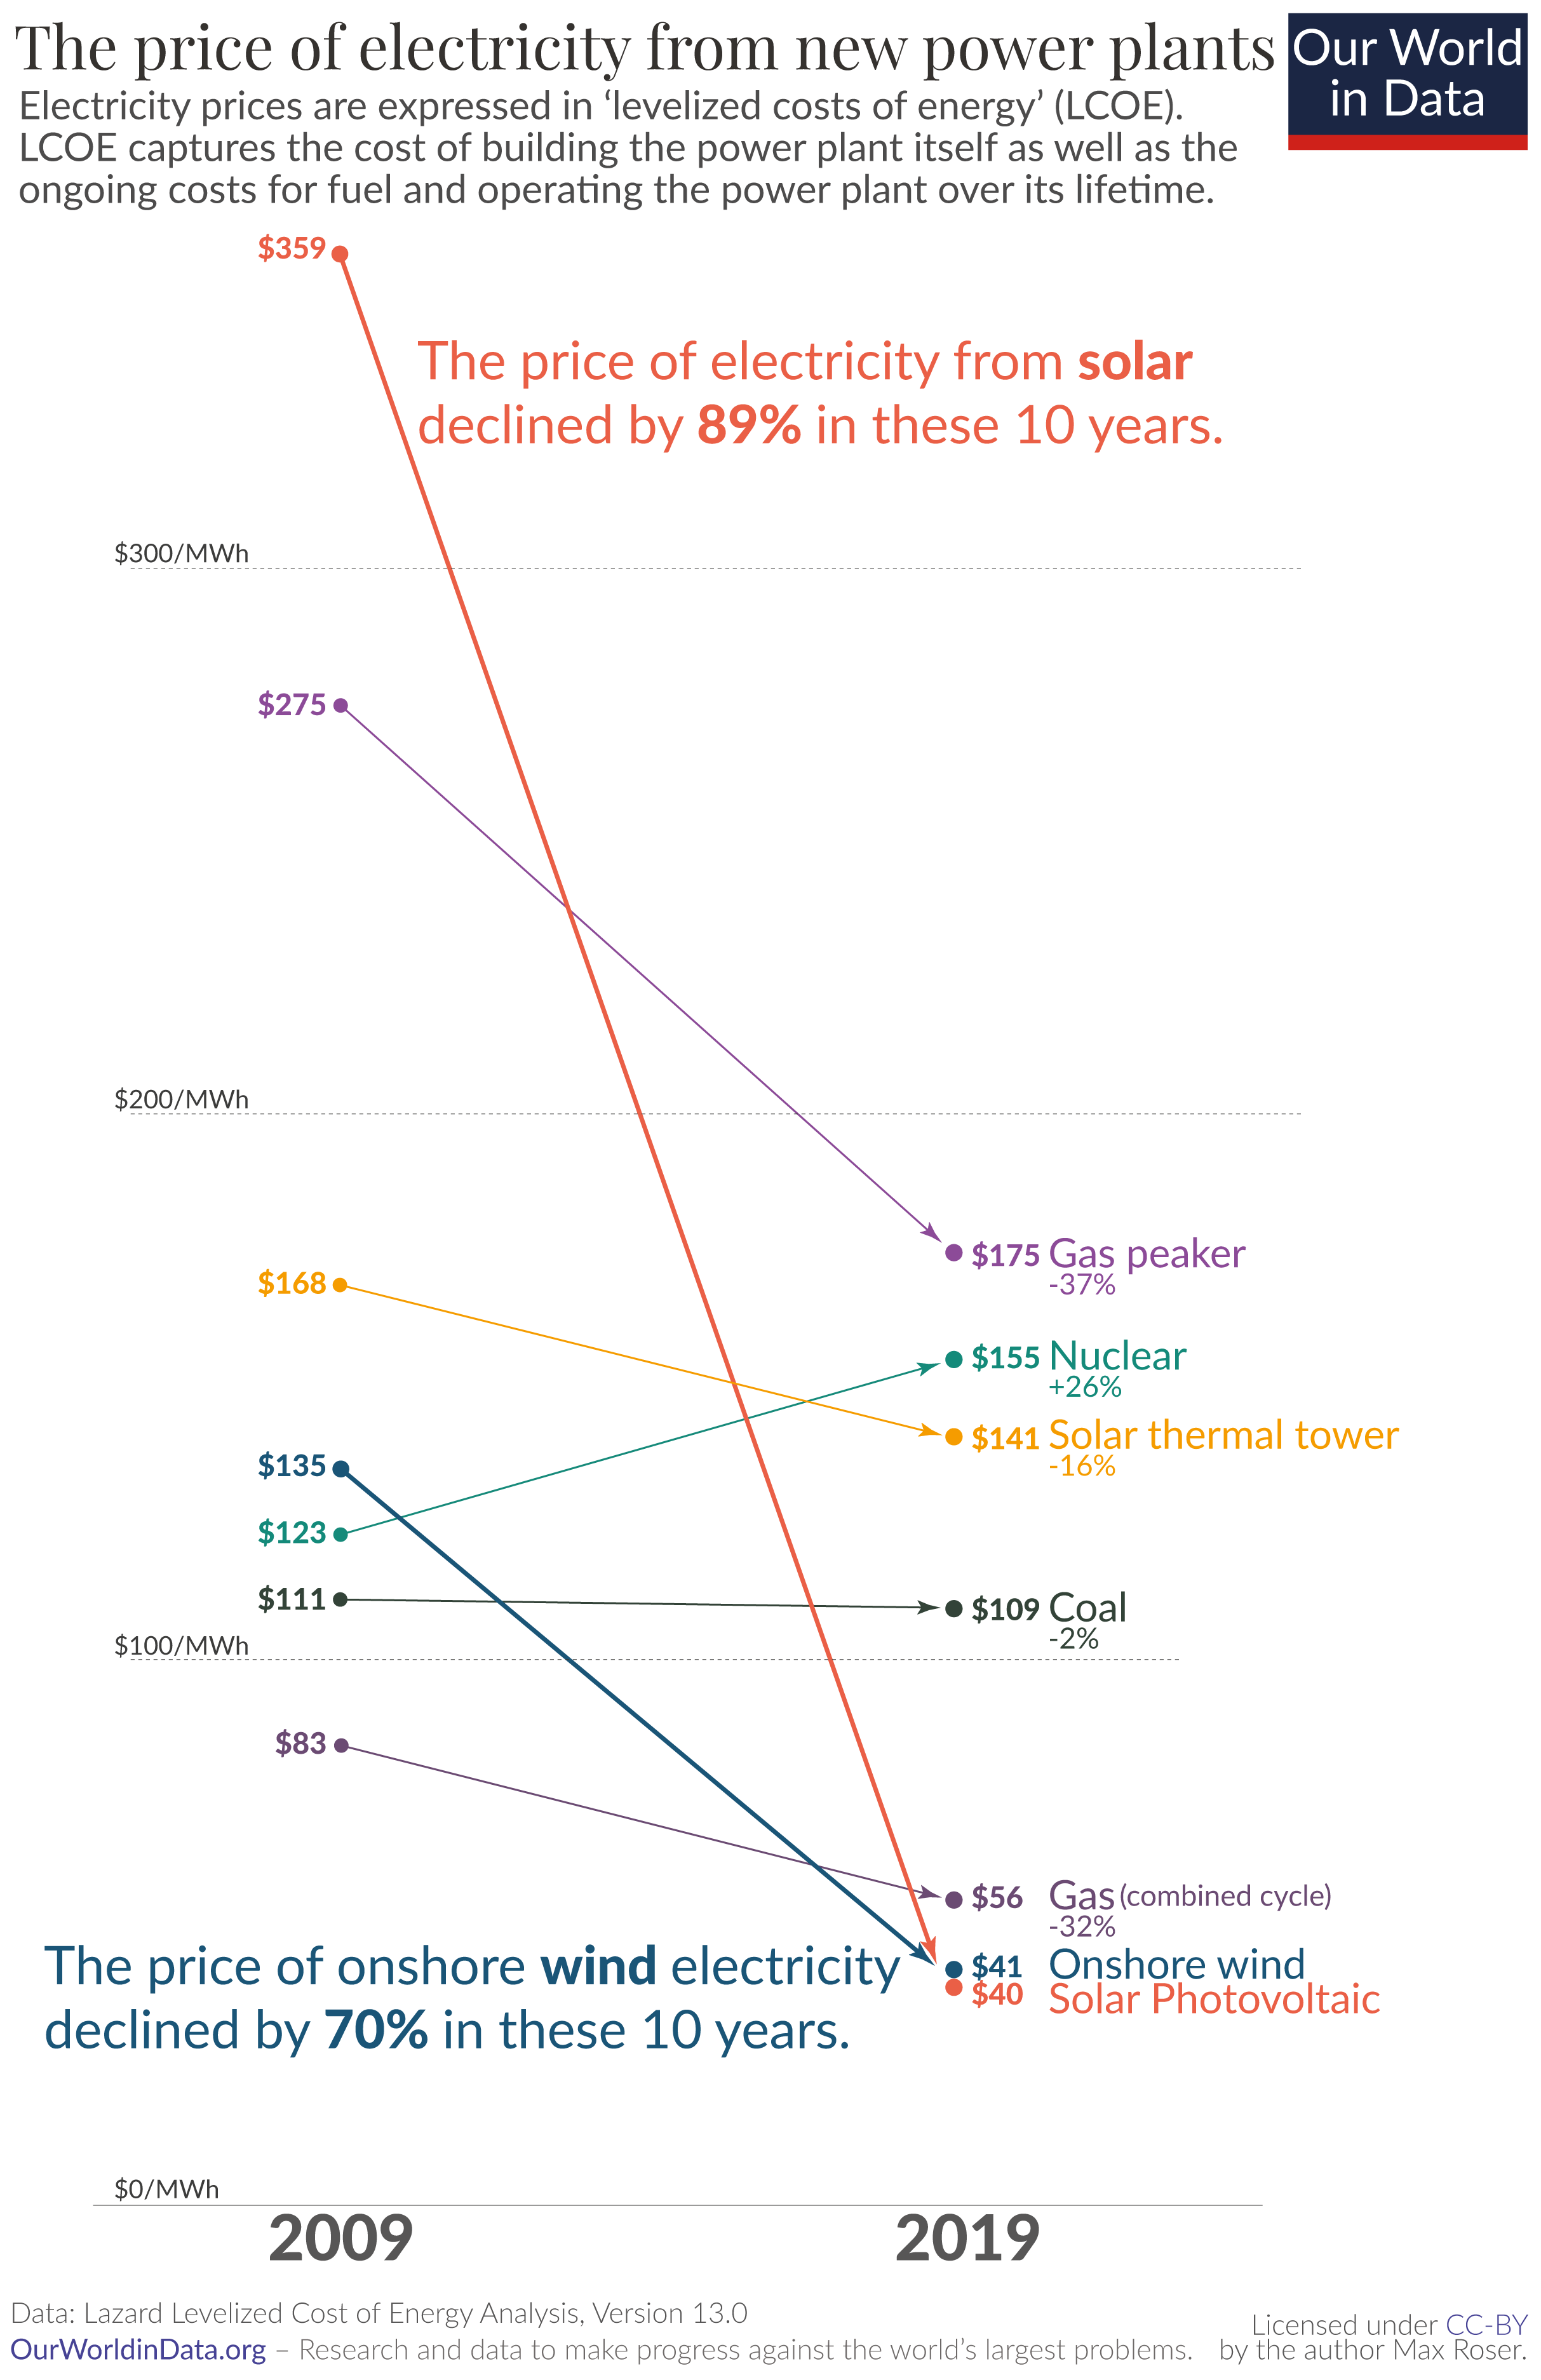 The price of electricity from new power plants
Our World
in Data
Electricity prices are expressed in ‘levelized costs of energy’ (LCOE).
LCOE captures the cost of building the power plant itself as well as the
ongoing costs for fuel and operating the power plant over its lifetime.
$359
The price of electricity from solar
declined by 89% in these 10 years.
$300/MWh
$275
$200/MWh
$175 Gas peaker
-37%
$168
$155 Nuclear
+26%
$141 Solar thermal tower
-16%
$135
$123
$111
$109 Coal
-2%
$100/MWh
$83
$56 Gas (combined cycle)
-32%
$41 Onshore wind
$40 Solar Photovoltaic
The price of onshore wind electricity
declined by 70% in these 10 years.
$0/MWh
2009 2019
Data: Lazard Levelized Cost of Energy Analysis, Version 13.0
OurWorldinData.org – Research and data to make progress against the world’s largest problems.
Licensed under CC-BY
by the author Max Roser.